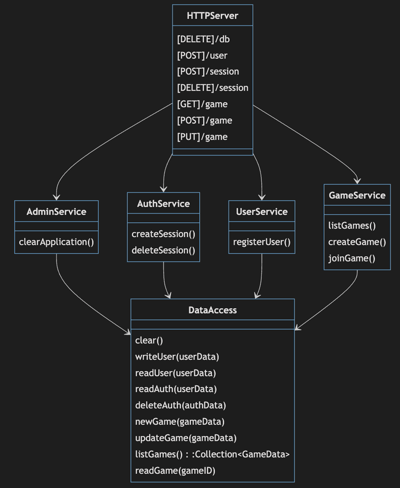 HTTPServer
[DELETE]/db
[POST]/user
[POST]/session
[DELETE]/session
[GET]/game
[POST]/game
[PUT]/game
AdminService
clearApplication()
AuthService
createSession()
deleteSession()
UserService
registerUser()
GameService
listGames()
createGame()
joinGame()
DataAccess
clear()
writeUser(userData)
readUser(userData)
readAuth(userData)
deleteAuth(authData)
newGame(gameData)
updateGame(gameData)
listGames() : :Collection<GameData>
readGame(gameID)